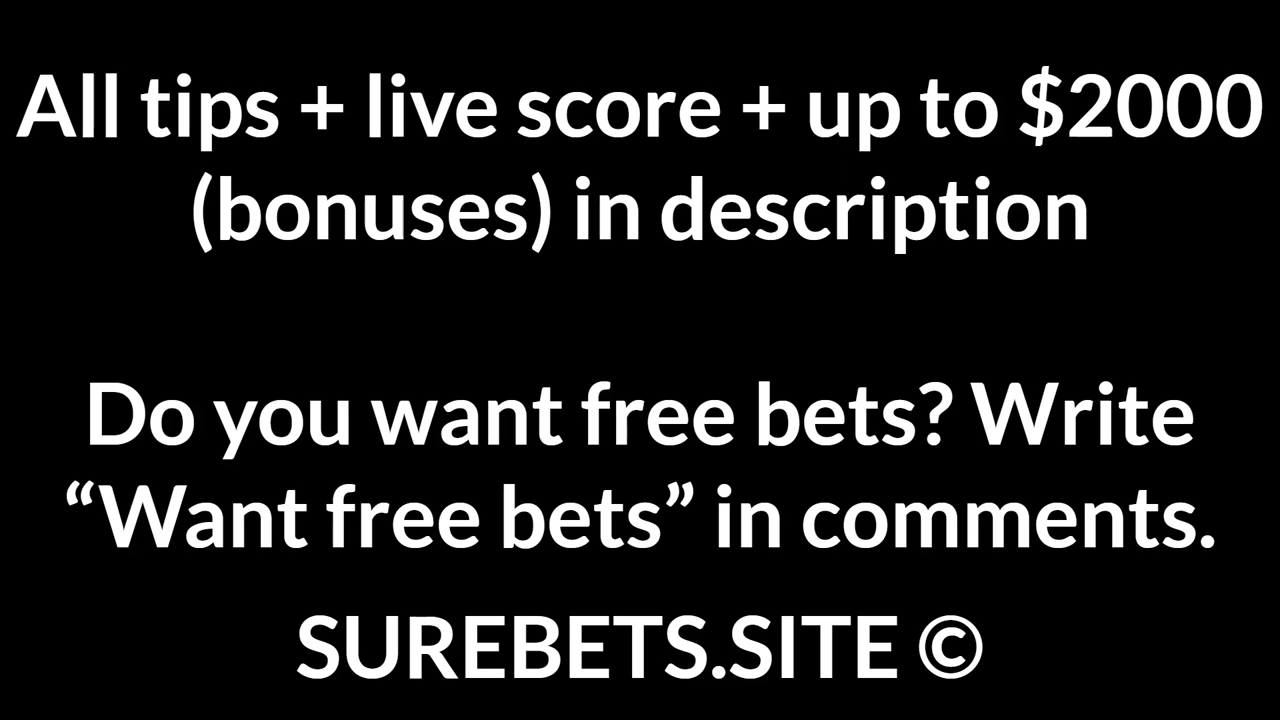 All tips + live score + up to $2000
(bonuses) in description
Do you want free bets? Write
“Want free bets” in comments.
SUREBETS.SITE ©